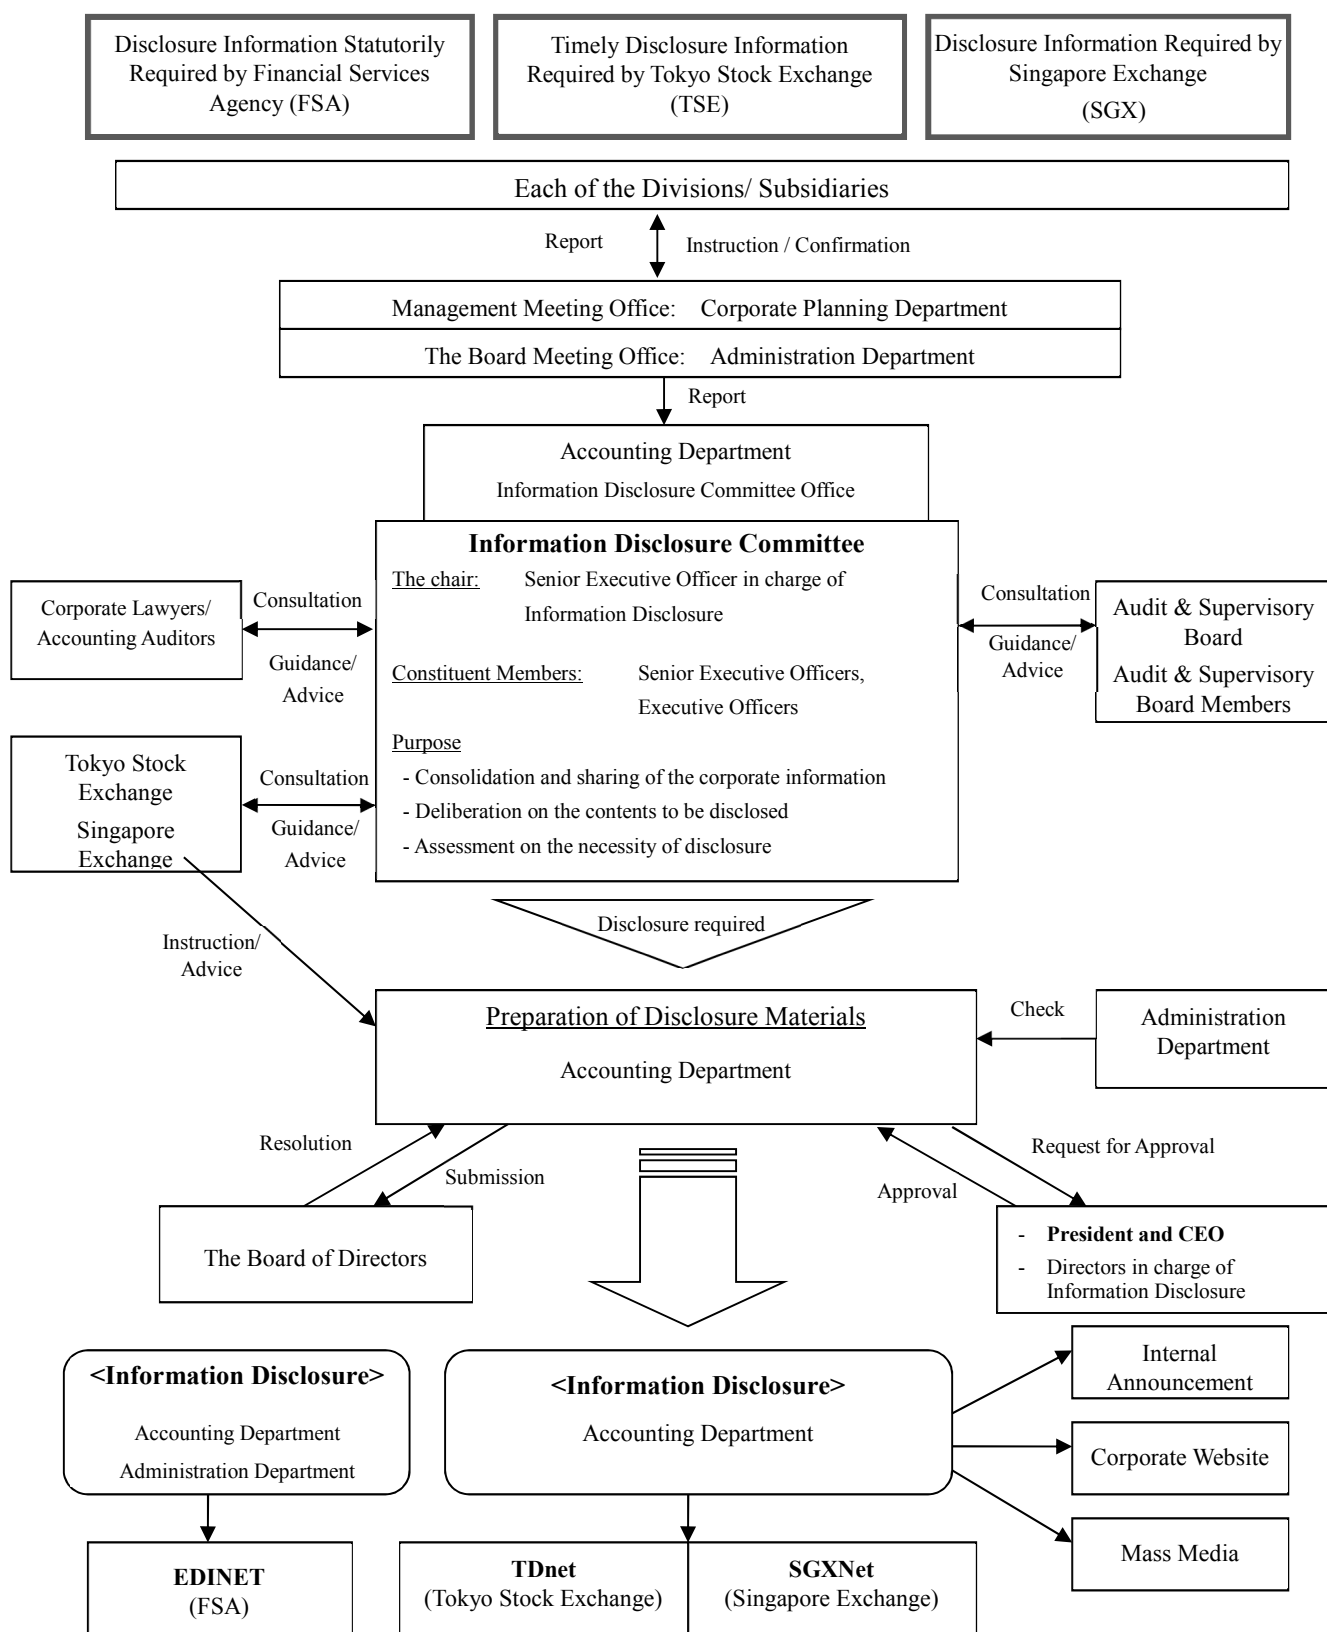 Disclosure Information Statutorily
Required by Financial Services
Agency (FSA)
Timely Disclosure Information
Required by Tokyo Stock Exchange
(TSE)
Disclosure Information Required by
Singapore Exchange
(SGX)
Each of the Divisions/ Subsidiaries
Report
Instruction / Confirmation
Management Meeting Office: Corporate Planning Department
The Board Meeting Office: Administration Department
Report
Accounting Department
Information Disclosure Committee Office
Information Disclosure Committee
The chair: Senior Executive Officer in charge of
Information Disclosure
Constituent Members: Senior Executive Officers,
Executive Officers
Purpose
- Consolidation and sharing of the corporate information
- Deliberation on the contents to be disclosed
- Assessment on the necessity of disclosure
Corporate Lawyers/
Accounting Auditors
Consultation
Guidance/
Advice
Consultation
Guidance/
Advice
Audit & Supervisory
Board
Audit & Supervisory
Board Members
Tokyo Stock
Exchange
Singapore
Exchange
Consultation
Guidance/
Advice
Disclosure required
Instruction/
Advice
Preparation of Disclosure Materials
Accounting Department
Check
Administration
Department
Resolution
Submission
Approval
Request for Approval
The Board of Directors
- President and CEO
- Directors in charge of
Information Disclosure
<Information Disclosure>
Accounting Department
Administration Department
<Information Disclosure>
Accounting Department
Internal
Announcement
Corporate Website
Mass Media
EDINET
(FSA)
TDnet
(Tokyo Stock Exchange)
SGXNet
(Singapore Exchange)